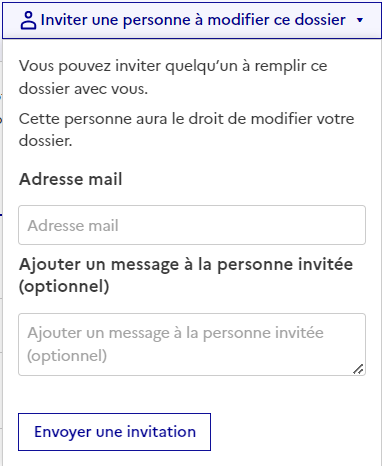 Inviter une personne à modifier ce dossier
Vous pouvez inviter quelqu’un à remplir ce
dossier avec vous.
Cette personne aura le droit de modifier votre
dossier.
Adresse mail
Adresse mail
Ajouter un message à la personne invitée
(optionnel)
Ajouter un message à la personne invitée
(optionnel)
Envoyer une invitation